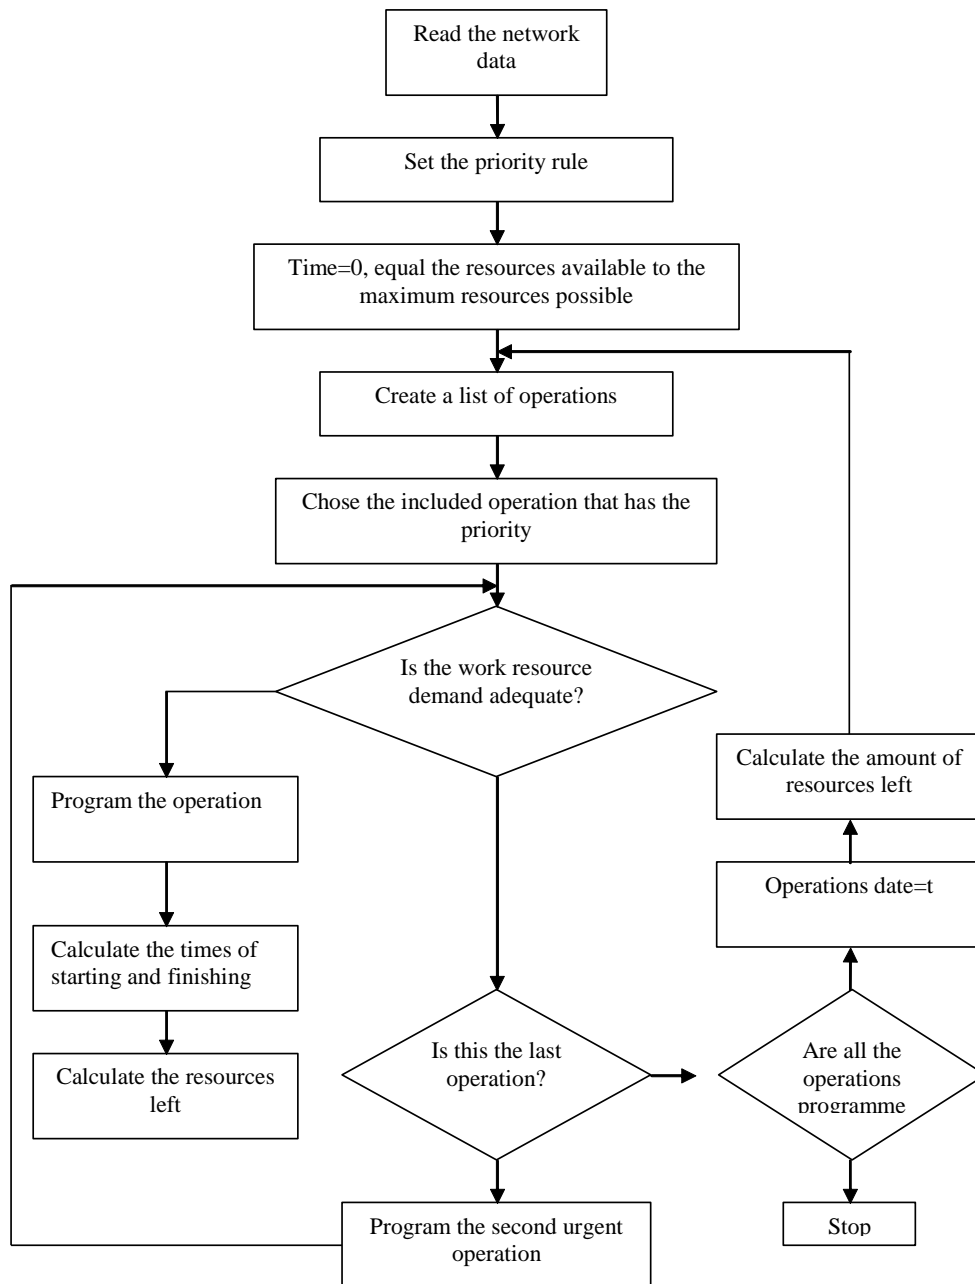 Read the network
data
Set the priority rule
Time=0, equal the resources available to the
maximum resources possible
Create a list of operations
Chose the included operation that has the
priority
Is the work resource
demand adequate?
Program the operation
Calculate the times of
starting and finishing
Calculate the resources
left
Is this the last
operation?
Program the second urgent
operation
Calculate the amount of
resources left
Operations date=t
Are all the
operations
programme
Stop